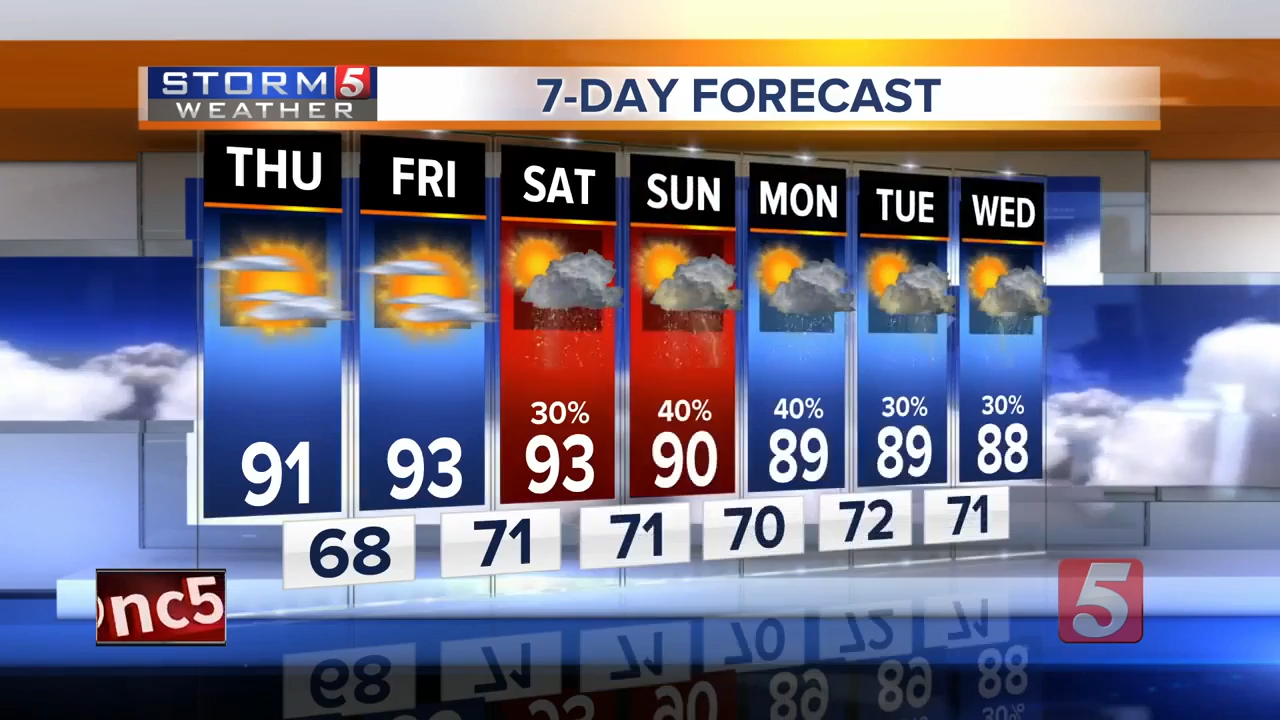 STORM 5
WEATHER
7-DAY FORECAST
THU FRI SAT SUN MON TUE WED
30% 40% 40% 30% 30%
91 93 93 90 89 89 88
68 71 71 70 72 71
nc5
5